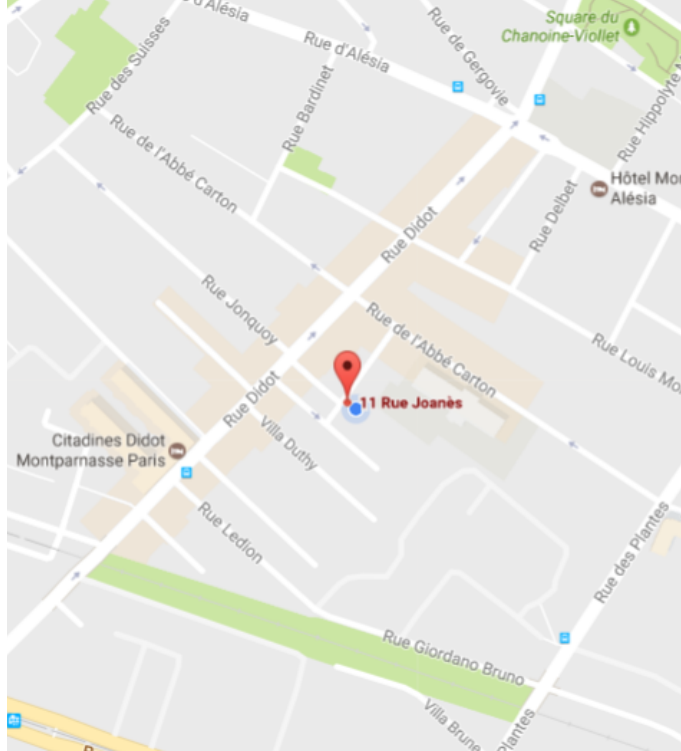 d'Alésia
Square du
Chanoine-Viollet
Rue d'Alésia
Rue de Gergovie
Rue des Suisses
Rue Bardinet
Rue Hippolyte
Rue de l'Abbé Carton
Hôtel
Alésia
Rue Delbet
Rue Didot
Rue Jonquoy
Rue de l'Abbé Carton
Rue Louis
Rue Didot
11 Rue Joanès
Villa Duthy
Citadines Didot
Montparnasse Paris
Rue Ledion
Rue des Plantes
Rue Giordano Bruno
Villa Brune
Plantes